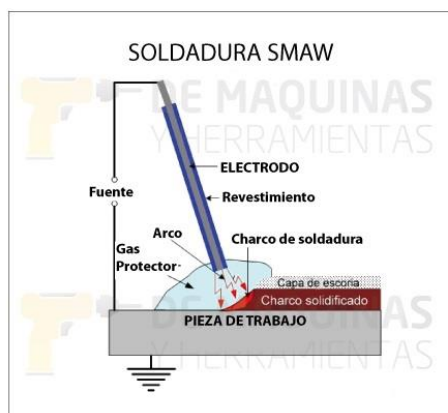 SOLDADURA SMAW
DE MAQUINAS
Y HERRAMIENTAS
ELECTRODO
Fuente
Revestimiento
Arco
Charco de soldadura
Gas
Protector
Capa de escoria
Charco solidificado
PIEZA DE TRABAJO
DE MAQUINAS
Y HERRAMIENTAS